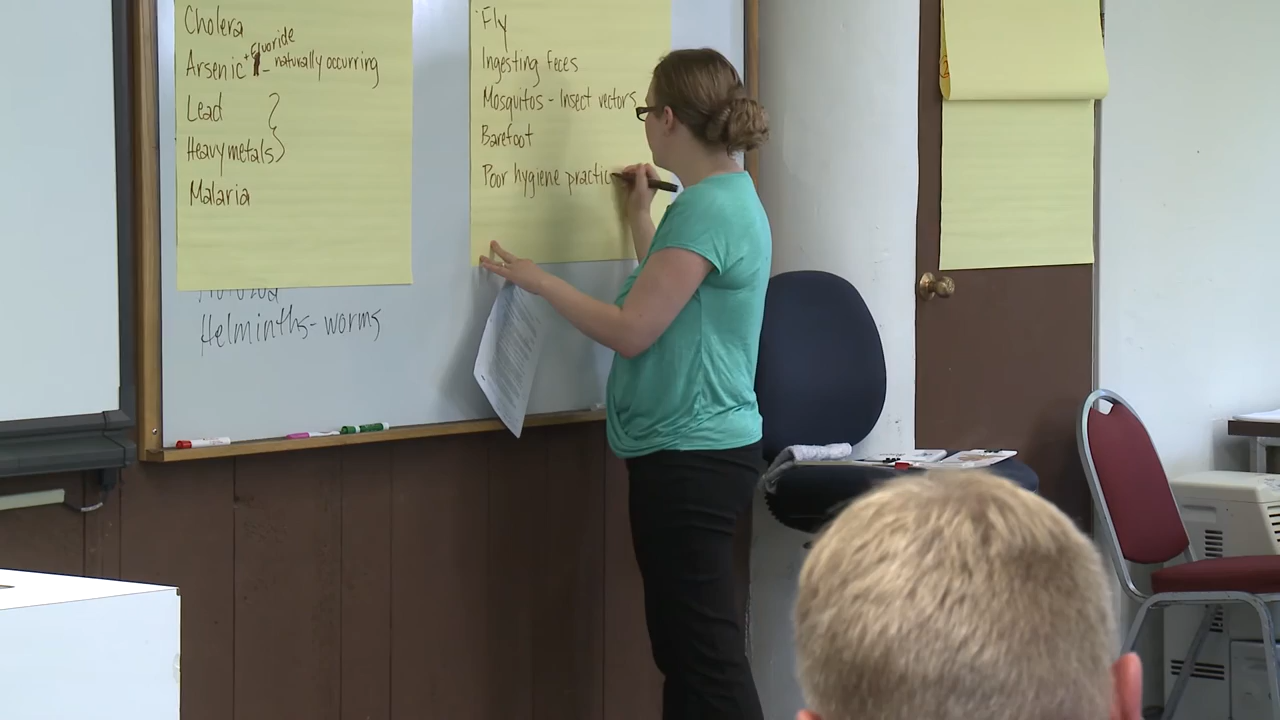 Cholera
Arsenic + Fluoride - naturally occurring
Lead
Heavy metals
Malaria
Helminths - worms
Fly
Ingesting feces
Mosquitos - Insect vectors
Barefoot
Poor hygiene practic